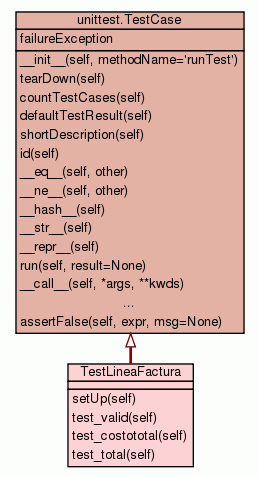 unittest.TestCase
failureException
__init__(self, methodName='runTest')
tearDown(self)
countTestCases(self)
defaultTestResult(self)
shortDescription(self)
id(self)
__eq__(self, other)
__ne__(self, other)
__hash__(self)
__str__(self)
__repr__(self)
run(self, result=None)
__call__(self, *args, **kwds)
...
assertFalse(self, expr, msg=None)
TestLineaFactura
setUp(self)
test_valid(self)
test_costototal(self)
test_total(self)